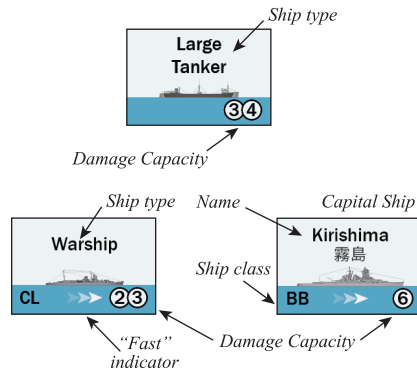 Ship type
Large
Tanker
3 4
Damage Capacity
Ship type
Name
Capital Ship
Warship
Kirishima
霧島
Ship class
CL
2 3
BB
6
"Fast"
indicator
Damage Capacity